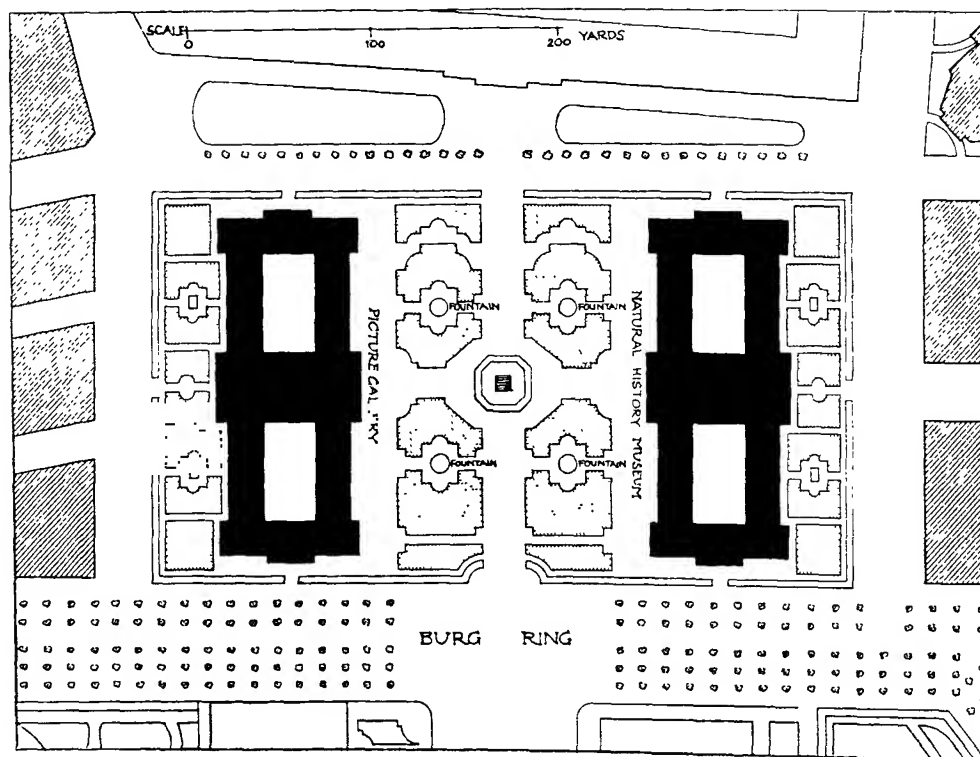 SCALE
0 100 200 YARDS
FOUNTAIN FOUNTAIN
PICTURE GAL RY
NATURAL HISTORY MUSEUM
FOUNTAIN FOUNTAIN
BURG RING